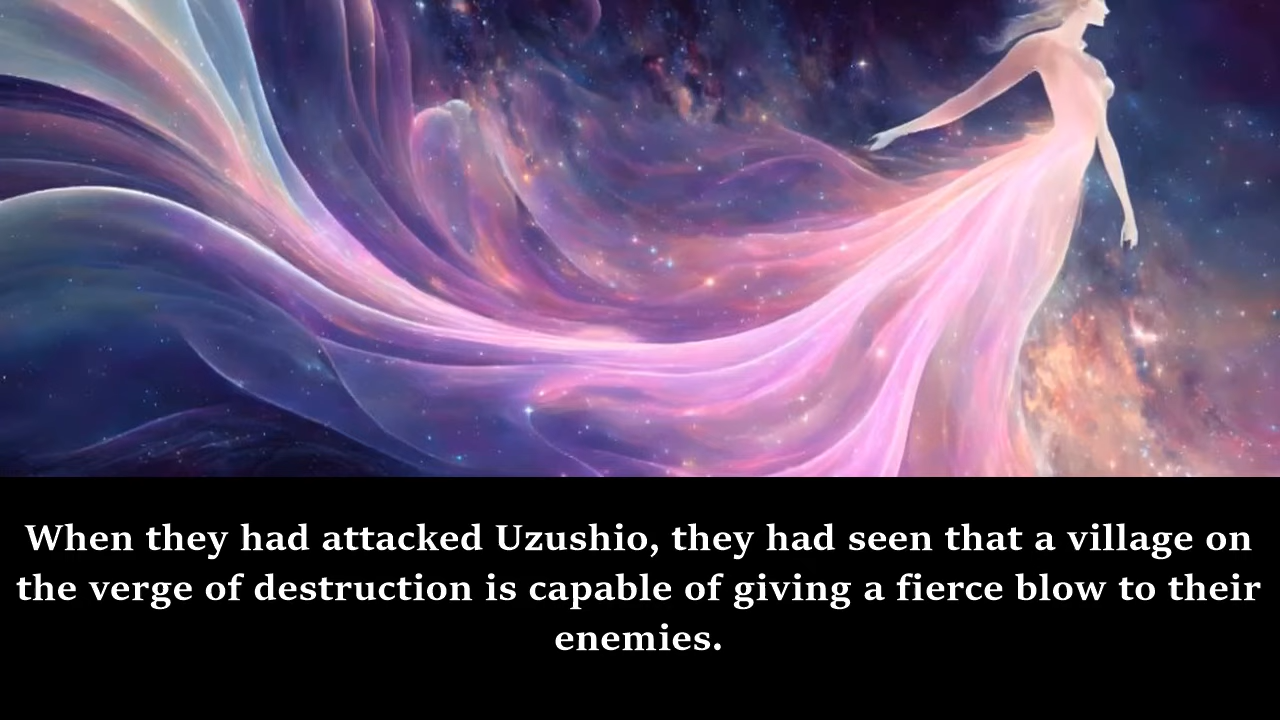 When they had attacked Uzushio, they had seen that a village on
the verge of destruction is capable of giving a fierce blow to their
enemies.